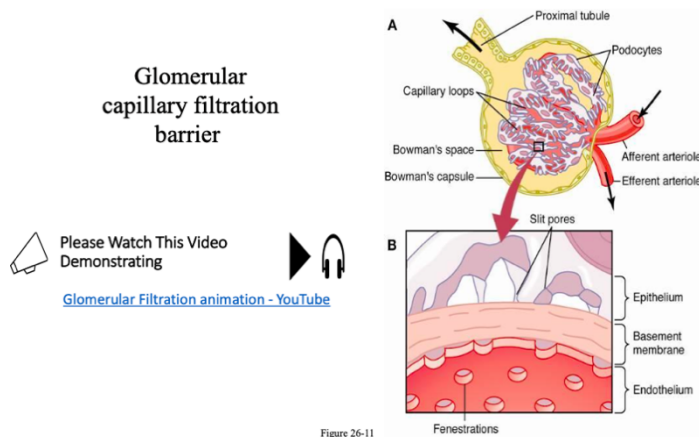 Glomerular
capillary filtration
barrier
Please Watch This Video
Demonstrating
Glomerular Filtration animation - YouTube
Figure 26-11
A
Proximal tubule
Podocytes
Capillary loops
Bowman's space
Bowman's capsule
Afferent arteriole
Efferent arteriole
Slit pores
B
Epithelium
Basement
membrane
Endothelium
Fenestrations